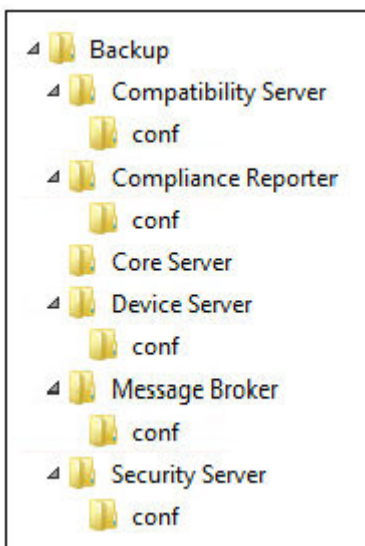 Backup
Compatibility Server
conf
Compliance Reporter
conf
Core Server
Device Server
conf
Message Broker
conf
Security Server
conf